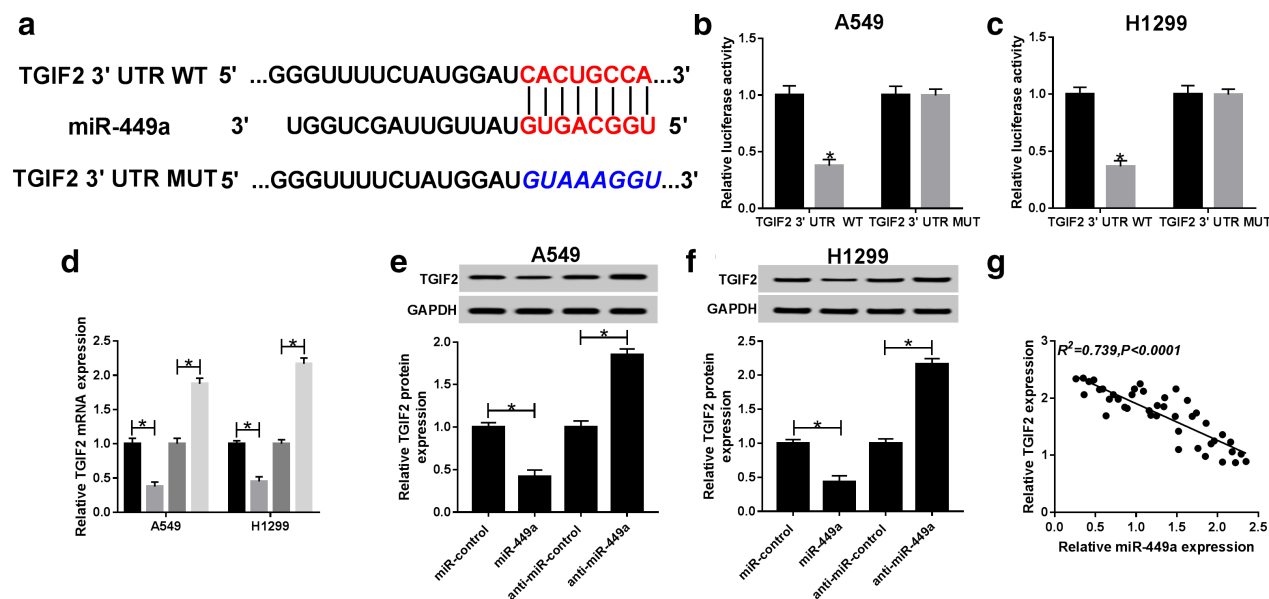 a
TGIF2 3' UTR WT 5' ...GGGUUUUCUAUGGAUCACUGCCA...3'
miR-449a 3' UGGUCGAUUGUUAUGUGACGGU 5'
TGIF2 3' UTR MUT 5' ...GGGUUUUCUAUGGAUGUAAAGGU...3'
b
A549
Relative luciferase activity
1.5
1.0
0.5
0.0
*
TGIF2 3' UTR WT TGIF2 3' UTR MUT
c
H1299
Relative luciferase activity
1.5
1.0
0.5
0.0
*
TGIF2 3' UTR WT TGIF2 3' UTR MUT
d
Relative TGIF2 mRNA expression
2.5
2.0
1.5
1.0
0.5
0.0
* * * *
A549 H1299
e
A549
TGIF2
GAPDH
Relative TGIF2 protein
expression
2.0
1.5
1.0
0.5
0.0
* *
miR-control miR-449a anti-miR-control anti-miR-449a
f
H1299
TGIF2
GAPDH
Relative TGIF2 protein
expression
2.5
2.0
1.5
1.0
0.5
0.0
* *
miR-control miR-449a anti-miR-control anti-miR-449a
g
R²=0.739,P<0.0001
Relative TGIF2 expression
3
2
1
0
0.0 0.5 1.0 1.5 2.0 2.5
Relative miR-449a expression